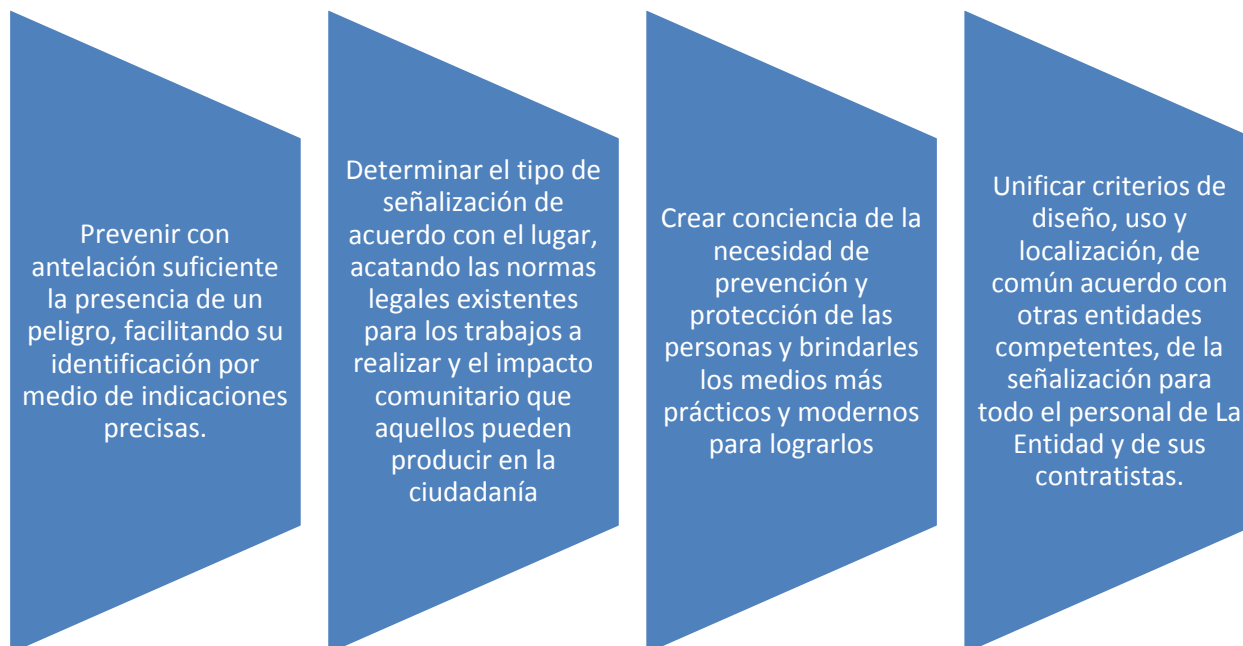 Prevenir con
antelación suficiente
la presencia de un
peligro, facilitando su
identificación por
medio de indicaciones
precisas.
Determinar el tipo de
señalización de
acuerdo con el lugar,
acatando las normas
legales existentes
para los trabajos a
realizar y el impacto
comunitario que
aquellos pueden
producir en la
ciudadanía
Crear conciencia de la
necesidad de
prevención y
protección de las
personas y brindarles
los medios más
prácticos y modernos
para lograrlos
Unificar criterios de
diseño, uso y
localización, de
común acuerdo con
otras entidades
competentes, de la
señalización para
todo el personal de La
Entidad y de sus
contratistas.